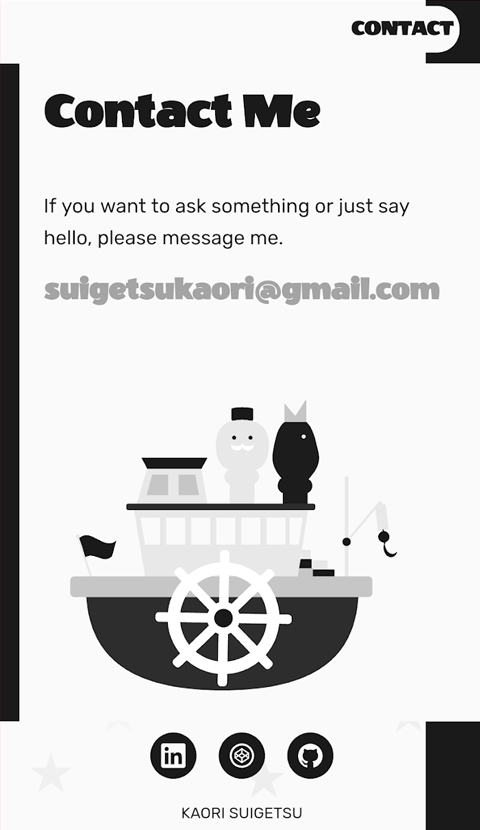 CONTACT
Contact Me
If you want to ask something or just say
hello, please message me.
suigetsukaori@gmail.com
in
KAORI SUIGETSU